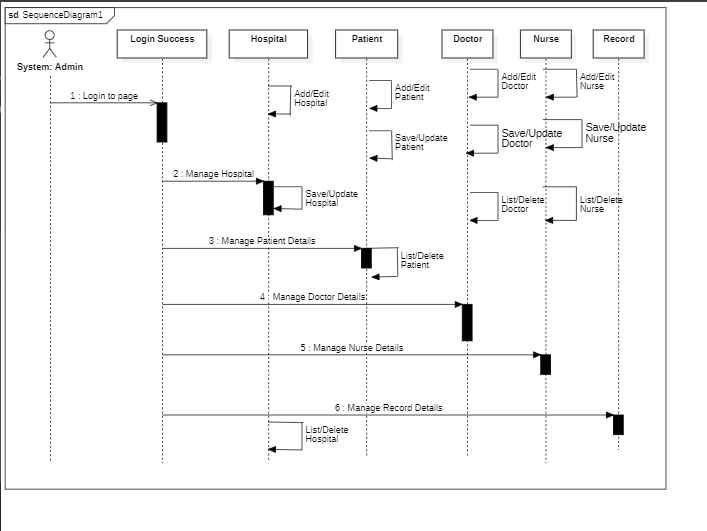 sd SequenceDiagram1
System: Admin
Login Success
Hospital
Patient
Doctor
Nurse
Record
1 : Login to page
Add/Edit
Hospital
Add/Edit
Patient
Add/Edit
Doctor
Add/Edit
Nurse
Save/Update
Patient
Save/Update
Doctor
Save/Update
Nurse
2 : Manage Hospital
Save/Update
Hospital
List/Delete
Doctor
List/Delete
Nurse
3 : Manage Patient Details
List/Delete
Patient
4 : Manage Doctor Details
5 : Manage Nurse Details
6 : Manage Record Details
List/Delete
Hospital